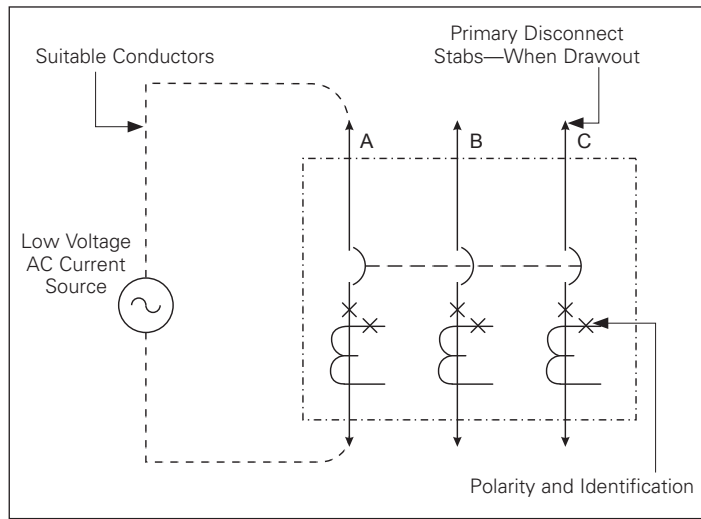 Suitable Conductors
Primary Disconnect
Stabs—When Drawout
A
B
C
Low Voltage
AC Current
Source
Polarity and Identification